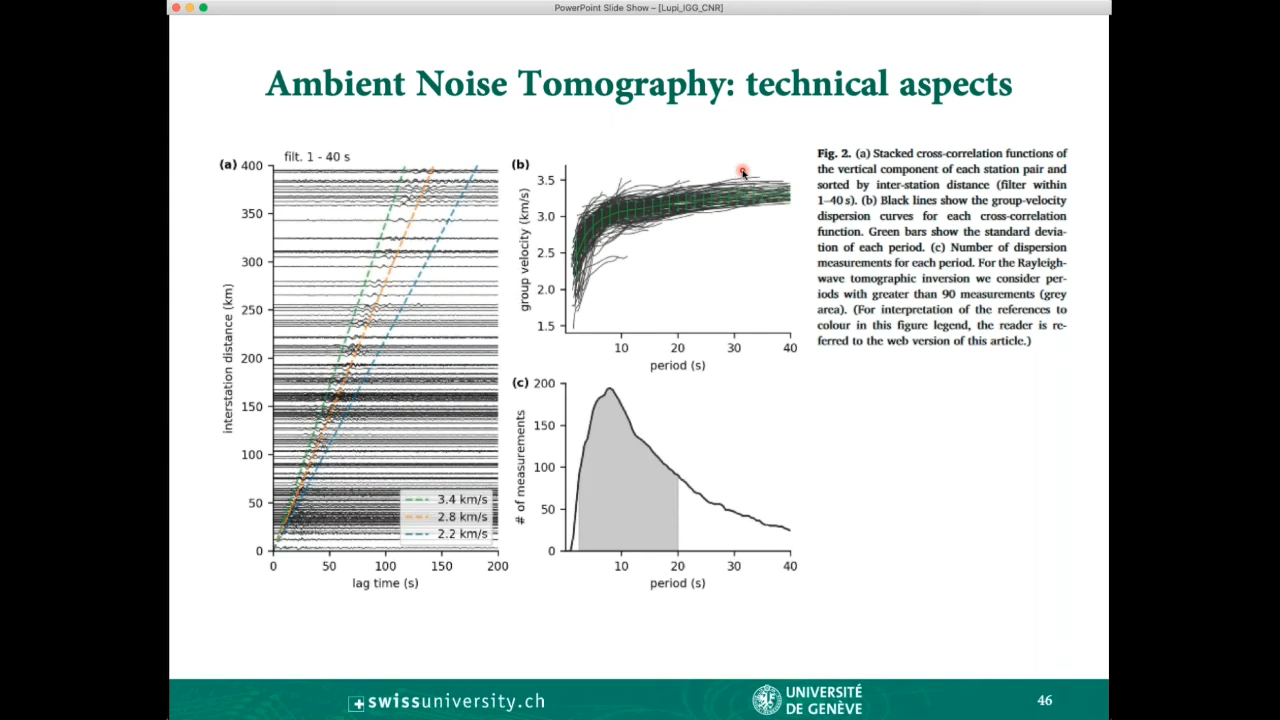 PowerPoint Slide Show – [Lupi_IGG_CNR]
Ambient Noise Tomography: technical aspects
(a)
filt. 1 - 40 s
400
350
300
250
200
150
100
50
0
interstation distance (km)
3.4 km/s
2.8 km/s
2.2 km/s
0 50 100 150 200
lag time (s)
(b)
3.5
3.0
2.5
2.0
1.5
group velocity (km/s)
10 20 30 40
period (s)
(c)
200
150
100
50
0
# of measurements
10 20 30 40
period (s)
Fig. 2. (a) Stacked cross-correlation functions of
the vertical component of each station pair and
sorted by inter-station distance (filter within
1–40 s). (b) Black lines show the group-velocity
dispersion curves for each cross-correlation
function. Green bars show the standard devia-
tion of each period. (c) Number of dispersion
measurements for each period. For the Rayleigh-
wave tomographic inversion we consider per-
iods with greater than 90 measurements (grey
area). (For interpretation of the references to
colour in this figure legend, the reader is re-
ferred to the web version of this article.)
swissuniversity.ch
UNIVERSITÉ
DE GENÈVE
46